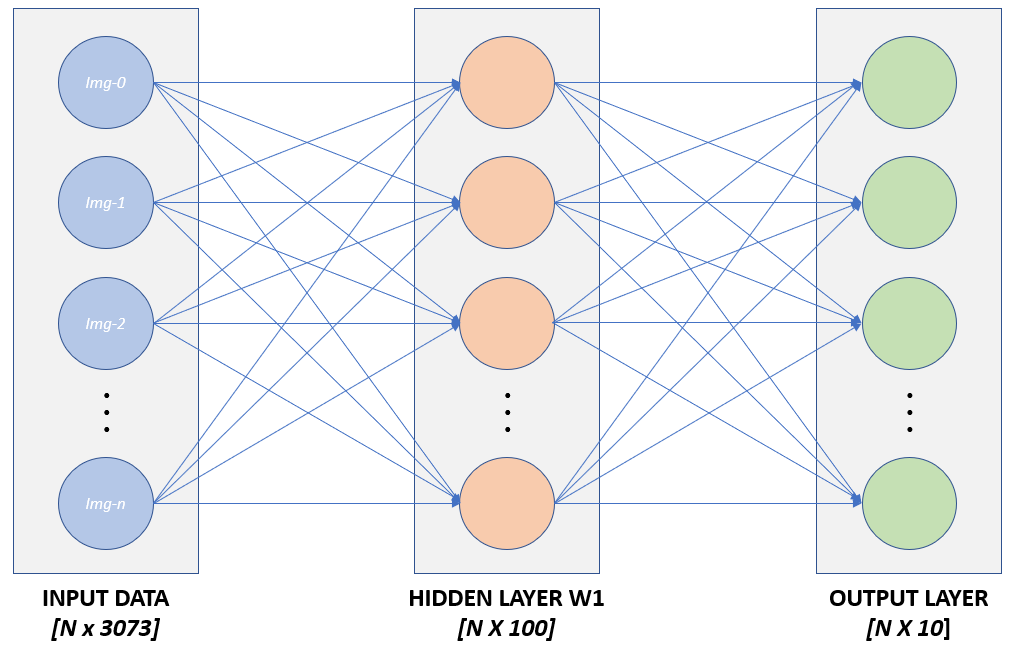 Img-0
Img-1
Img-2
Img-n
INPUT DATA
[N x 3073]
HIDDEN LAYER W1
[N X 100]
OUTPUT LAYER
[N X 10]